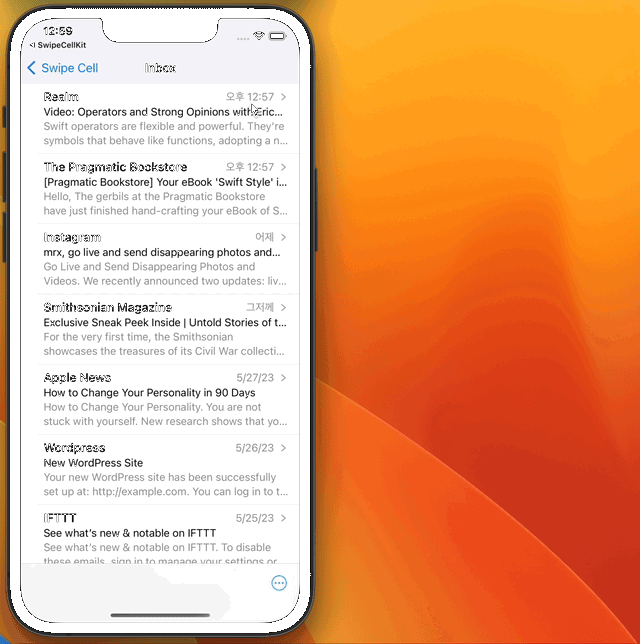 12:59
SwipeCellKit
Swipe Cell Inbox
Realm 오후 12:57
Video: Operators and Strong Opinions with Eric...
Swift operators are flexible and powerful. They're
symbols that behave like functions, adopting a n...
The Pragmatic Bookstore 오후 12:57
[Pragmatic Bookstore] Your eBook 'Swift Style' i...
Hello, The gerbils at the Pragmatic Bookstore
have just finished hand-crafting your eBook of S...
Instagram 어제
mrx, go live and send disappearing photos and...
Go Live and Send Disappearing Photos and
Videos. We recently announced two updates: liv...
Smithsonian Magazine 그저께
Exclusive Sneak Peek Inside | Untold Stories of t...
For the very first time, the Smithsonian
showcases the treasures of its Civil War collecti...
Apple News 5/27/23
How to Change Your Personality in 90 Days
How to Change Your Personality. You are not
stuck with yourself. New research shows that yo...
Wordpress 5/26/23
New WordPress Site
Your new WordPress site has been successfully
set up at: http://example.com. You can log in to t...
IFTTT 5/25/23
See what's new & notable on IFTTT
See what's new & notable on IFTTT. To disable
these emails, sign in to manage your settings or